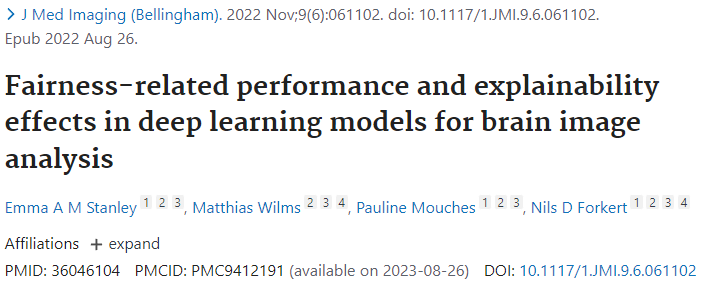 J Med Imaging (Bellingham). 2022 Nov;9(6):061102. doi: 10.1117/1.JMI.9.6.061102.
Epub 2022 Aug 26.
Fairness-related performance and explainability
effects in deep learning models for brain image
analysis
Emma A M Stanley 1 2 3, Matthias Wilms 2 3 4, Pauline Mouches 1 2 3, Nils D Forkert 1 2 3 4
Affiliations + expand
PMID: 36046104 PMCID: PMC9412191 (available on 2023-08-26) DOI: 10.1117/1.JMI.9.6.061102